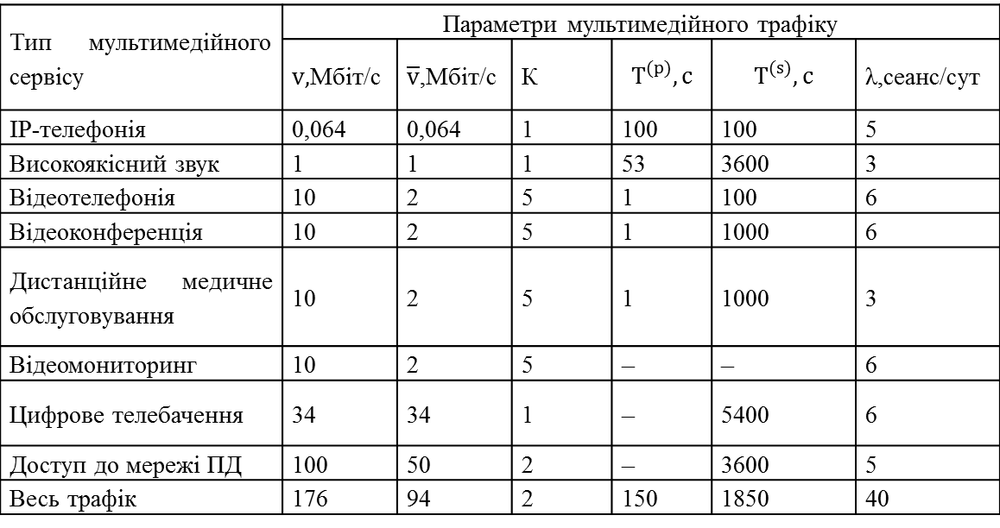 Тип мультимедійного сервісу Параметри мультимедійного трафіку
v,Мбіт/с v̅,Мбіт/с К T⁽ᵖ⁾, с T⁽ˢ⁾, с λ,сеанс/сут
IP-телефонія 0,064 0,064 1 100 100 5
Високоякісний звук 1 1 1 53 3600 3
Відеотелефонія 10 2 5 1 100 6
Відеоконференція 10 2 5 1 1000 6
Дистанційне медичне обслуговування 10 2 5 1 1000 3
Відеомониторинг 10 2 5 – – 6
Цифрове телебачення 34 34 1 – 5400 6
Доступ до мережі ПД 100 50 2 – 3600 5
Весь трафік 176 94 2 150 1850 40